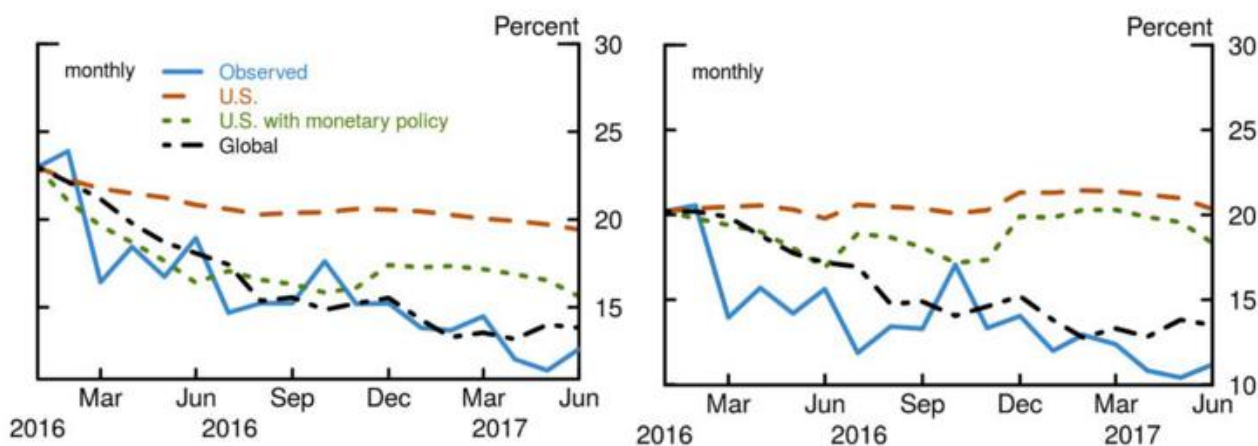 Percent
30
monthly
Observed
U.S.
U.S. with monetary policy
Global
25
20
15
Mar Jun Sep Dec Mar Jun
2016 2016 2017
Percent
30
monthly
25
20
15
10
Mar Jun Sep Dec Mar Jun
2016 2016 2017